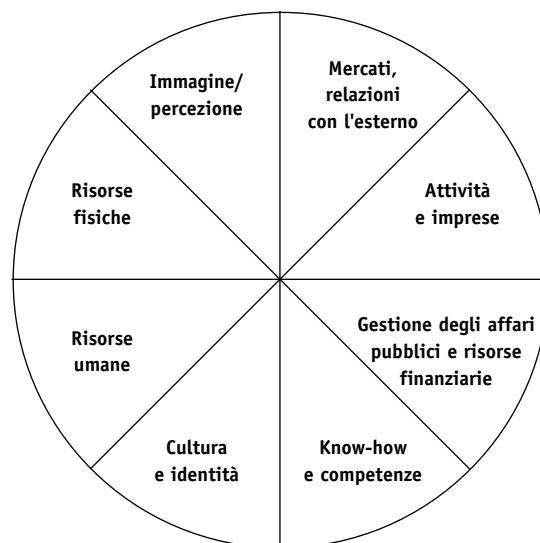 Immagine/
percezione
Mercati,
relazioni
con l'esterno
Risorse
fisiche
Attività
e imprese
Risorse
umane
Gestione degli affari
pubblici e risorse
finanziarie
Cultura
e identità
Know-how
e competenze